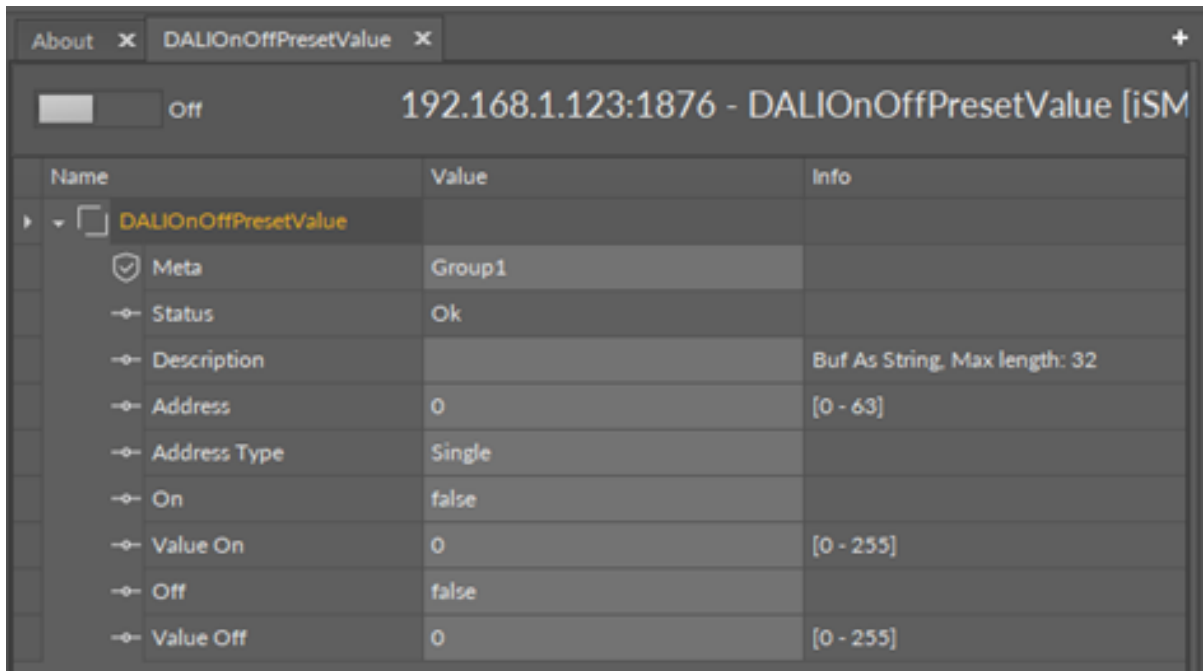 About × DALIOnOffPresetValue × +
Off 192.168.1.123:1876 - DALIOnOffPresetValue [iSM
Name Value Info
DALIOnOffPresetValue
Meta Group1
Status Ok
Description Buf As String, Max length: 32
Address 0 [0 - 63]
Address Type Single
On false
Value On 0 [0 - 255]
Off false
Value Off 0 [0 - 255]